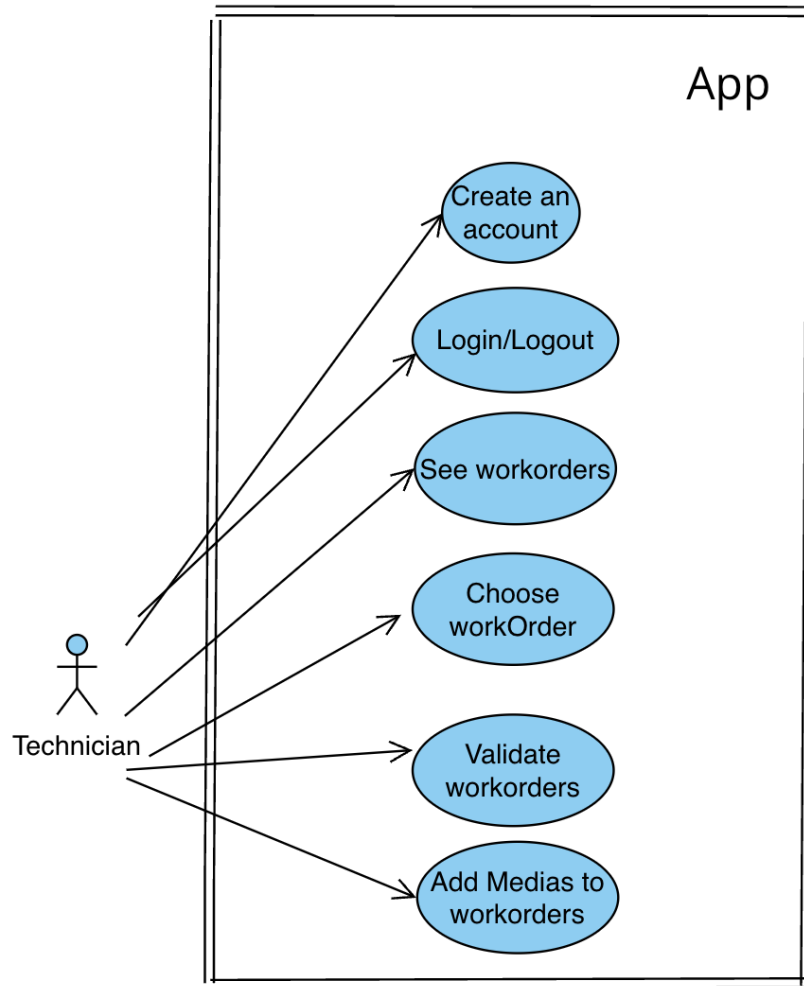 App
Create an
account
Login/Logout
See workorders
Choose
workOrder
Technician
Validate
workorders
Add Medias to
workorders